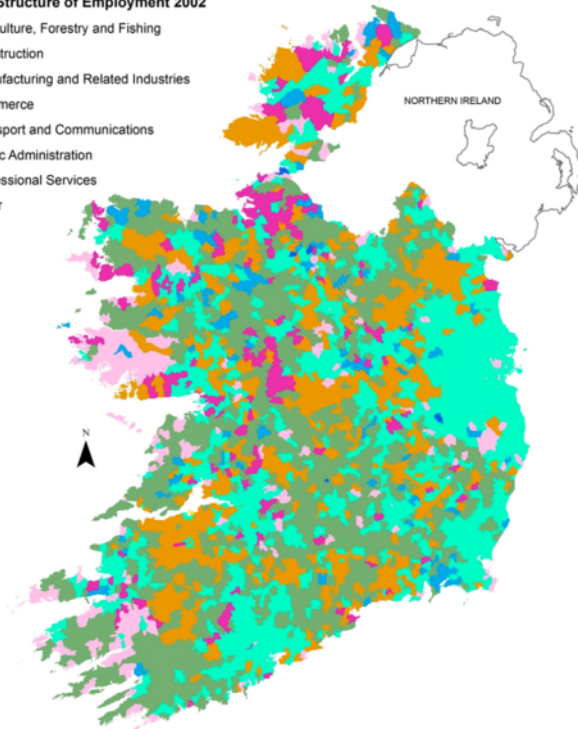 Structure of Employment 2002
ulture, Forestry and Fishing
truction
ufacturing and Related Industries
merce
sport and Communications
c Administration
essional Services
r
NORTHERN IRELAND
N